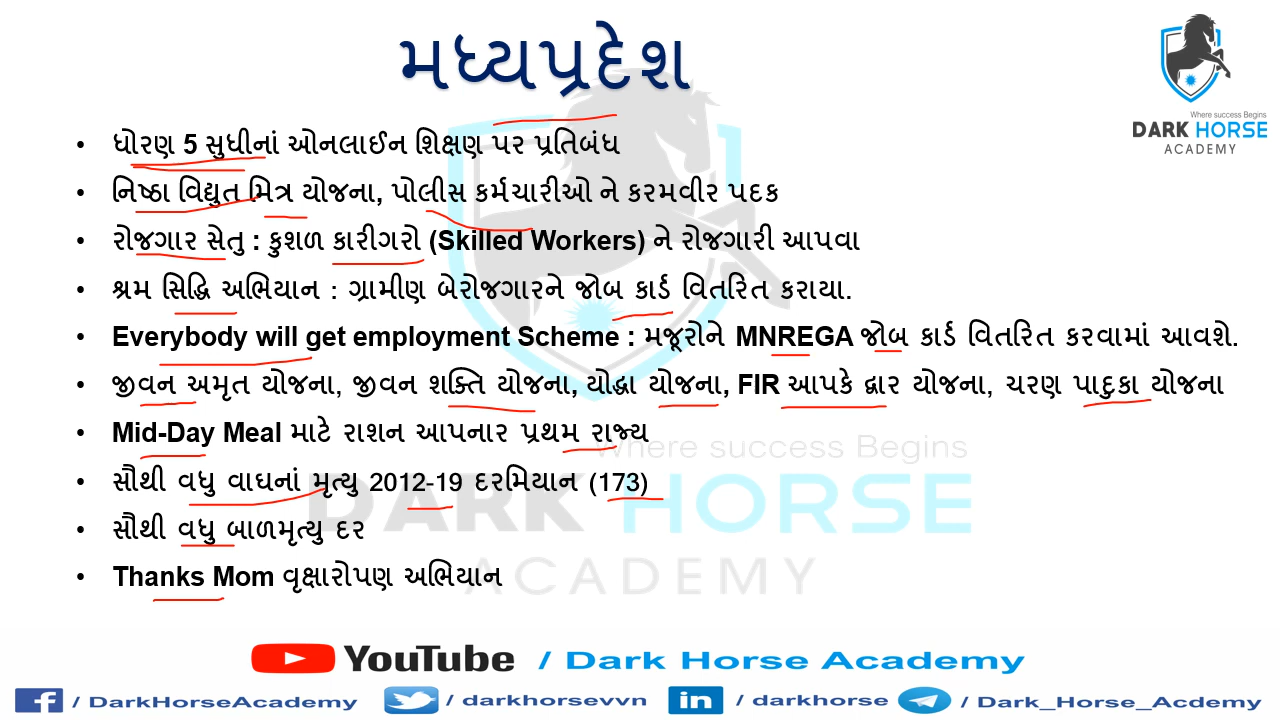 મધ્યપ્રદેશ
Where success Begins
DARK HORSE
ACADEMY
• ધોરણ 5 સુધીનાં ઓનલાઈન શિક્ષણ પર પ્રતિબંધ
• નિષ્ઠા વિદ્યુત મિત્ર યોજના, પોલીસ કર્મચારીઓ ને કરમવીર પદક
• રોજગાર સેતુ : કુશળ કારીગરો (Skilled Workers) ને રોજગારી આપવા
• શ્રમ સિદ્ધિ અભિયાન : ગ્રામીણ બેરોજગારને જોબ કાર્ડ વિતરિત કરાયા.
• Everybody will get employment Scheme : મજૂરોને MNREGA જોબ કાર્ડ વિતરિત કરવામાં આવશે.
• જીવન અમૃત યોજના, જીવન શક્તિ યોજના, યોદ્ધા યોજના, FIR આપકે દ્વાર યોજના, ચરણ પાદુકા યોજના
• Mid-Day Meal માટે રાશન આપનાર પ્રથમ રાજ્ય
• સૌથી વધુ વાઘનાં મૃત્યુ 2012-19 દરમિયાન (173)
• સૌથી વધુ બાળમૃત્યુ દર
• Thanks Mom વૃક્ષારોપણ અભિયાન
Where success Begins
DARK HORSE
ACADEMY
YouTube / Dark Horse Academy
/ DarkHorseAcademy / darkhorsevvn / darkhorse / Dark_Horse_Acdemy